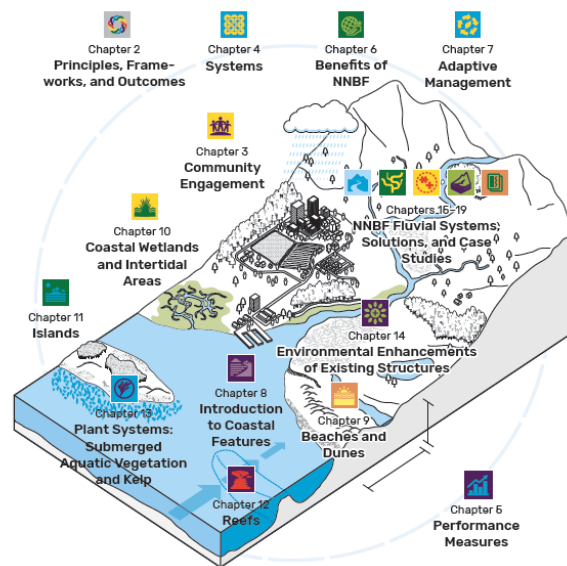 Chapter 2
Principles, Frame-
works, and Outcomes
Chapter 4
Systems
Chapter 6
Benefits of
NNBF
Chapter 7
Adaptive
Management
Chapter 3
Community
Engagement
Chapters 15–19
NNBF Fluvial Systems,
Solutions, and Case
Studies
Chapter 10
Coastal Wetlands
and Intertidal
Areas
Chapter 11
Islands
Chapter 14
Environmental Enhancements
of Existing Structures
Chapter 8
Introduction
to Coastal
Features
Chapter 13
Plant Systems:
Submerged
Aquatic Vegetation
and Kelp
Chapter 9
Beaches and
Dunes
Chapter 12
Reefs
Chapter 5
Performance
Measures